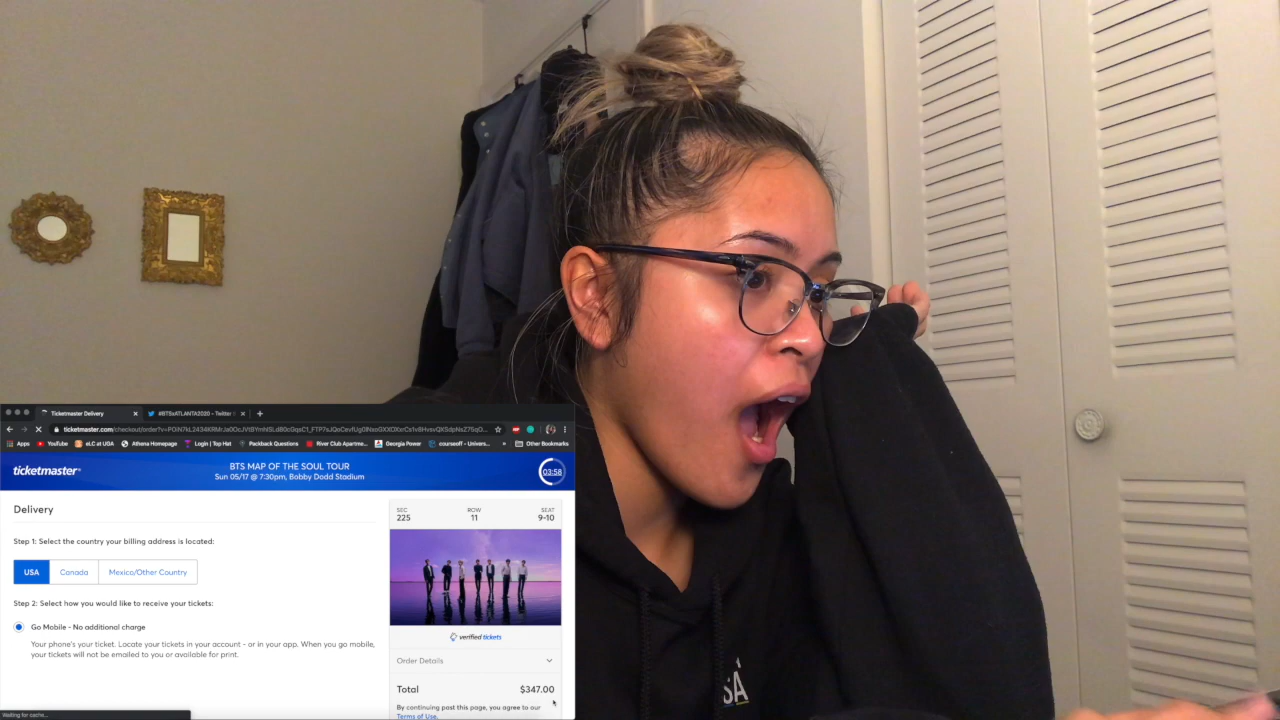 Ticketmaster Delivery
#BTSxATLANTA2020 - Twitter
Apps YouTube eLC at USA Athena Homepage Login | Top Hat Packback Questions River Club Apartme... Georgia Power courseoff - Univers... » Other Bookmarks
ticketmaster
BTS MAP OF THE SOUL TOUR
Sun 05/17 @ 7:30pm, Bobby Dodd Stadium
03:58
Delivery
Step 1: Select the country your billing address is located:
USA Canada Mexico/Other Country
Step 2: Select how you would like to receive your tickets:
Go Mobile - No additional charge
Your phone's your ticket. Locate your tickets in your account - or in your app. When you go mobile,
your tickets will not be emailed to you or available for print.
SEC ROW SEAT
225 11 9-10
verified tickets
Order Details
Total $347.00
By continuing past this page, you agree to our
Terms of Use.
Waiting for cache...
SA